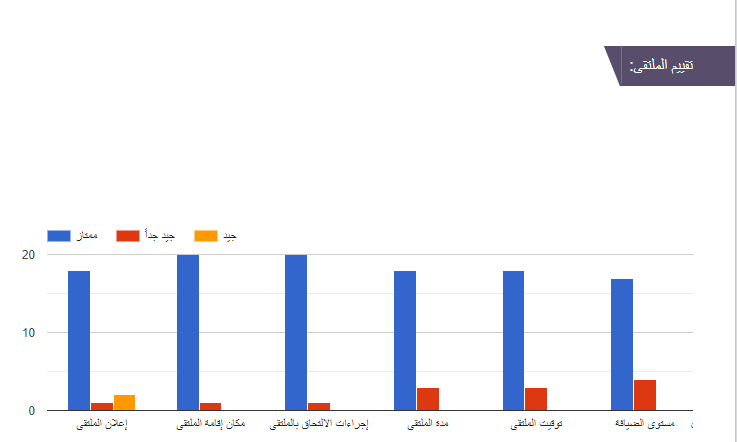 تقييم الملتقى:
ممتاز
جيد جداً
جيد
20
10
0
إعلان الملتقى
مكان إقامة الملتقى
إجراءات الالتحاق بالملتقى
مدة الملتقى
توقيت الملتقى
مستوى الضيافة